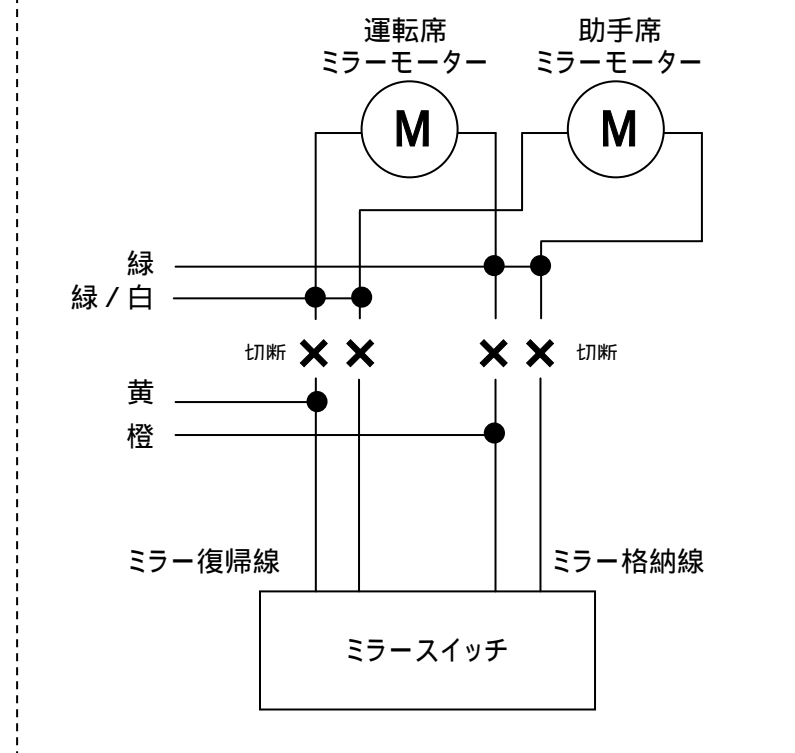 運転席
ミラーモーター
助手席
ミラーモーター
M
M
緑
緑 / 白
切断
切断
黄
橙
ミラー復帰線
ミラー格納線
ミラースイッチ